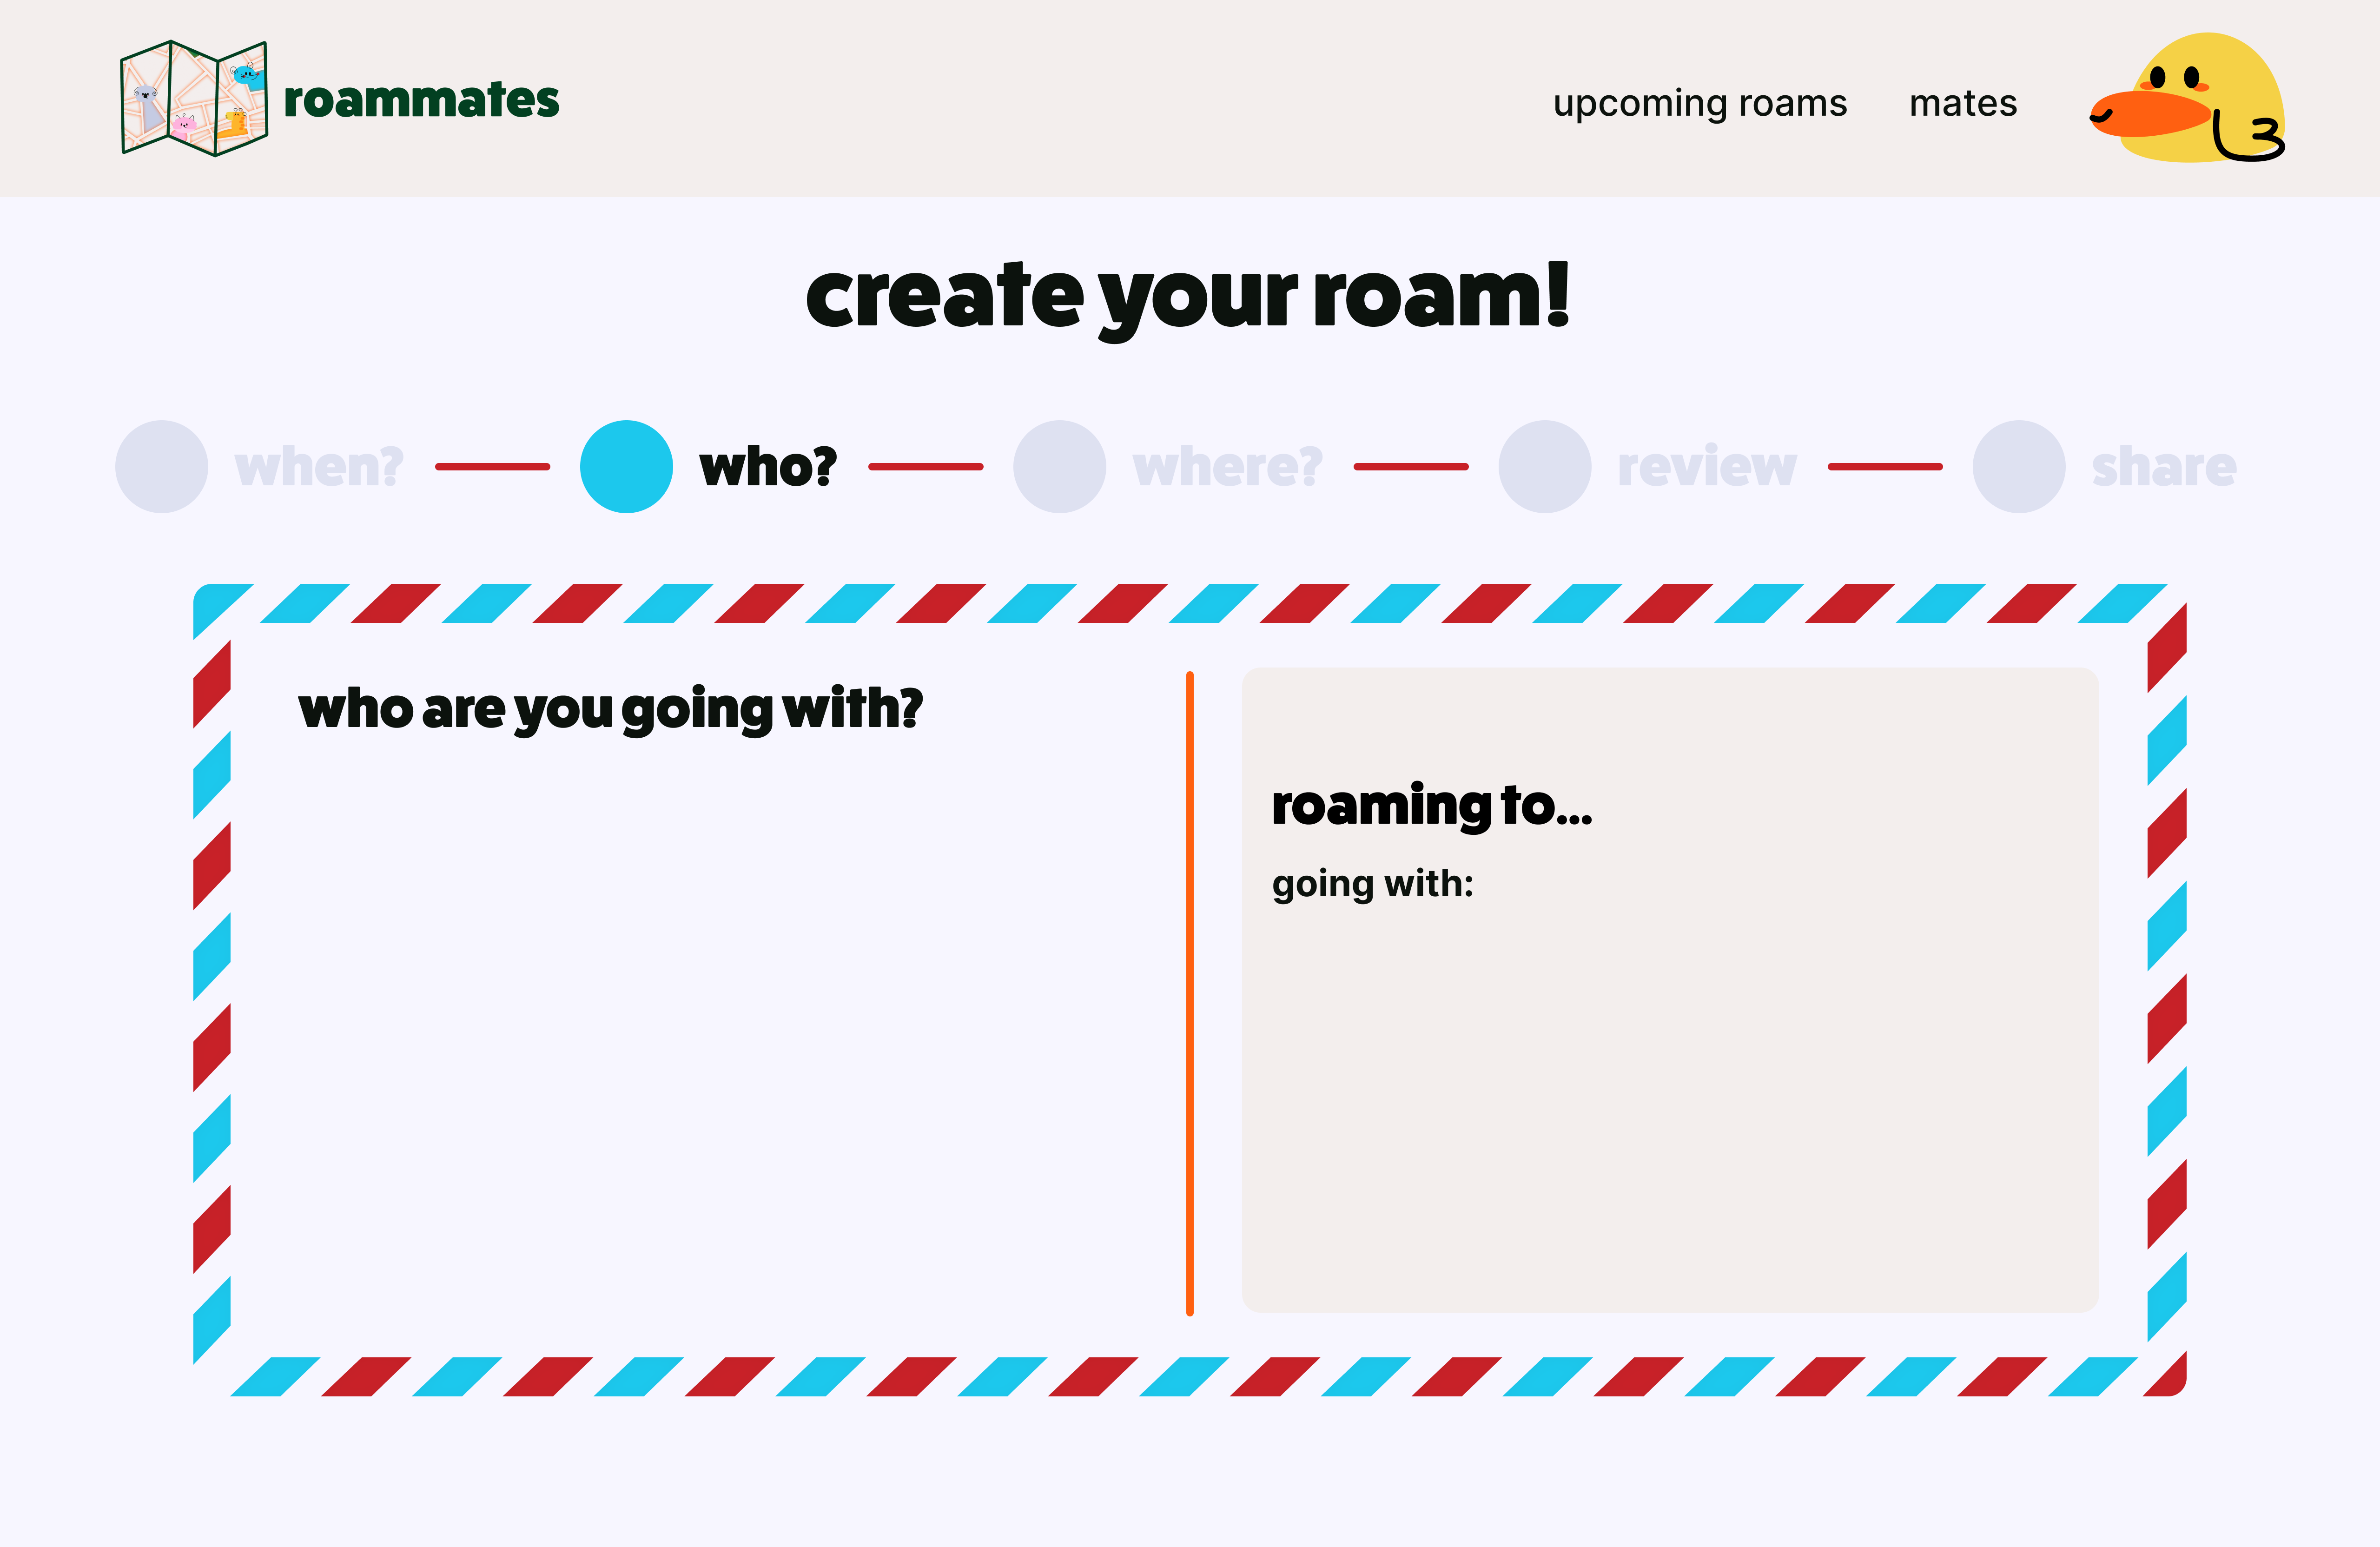 roammates
upcoming roams
mates
create your roam!
when?
who?
where?
review
share
who are you going with?
roaming to...
going with: